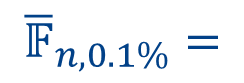 𝔽̿ₙ,₀.₁% =